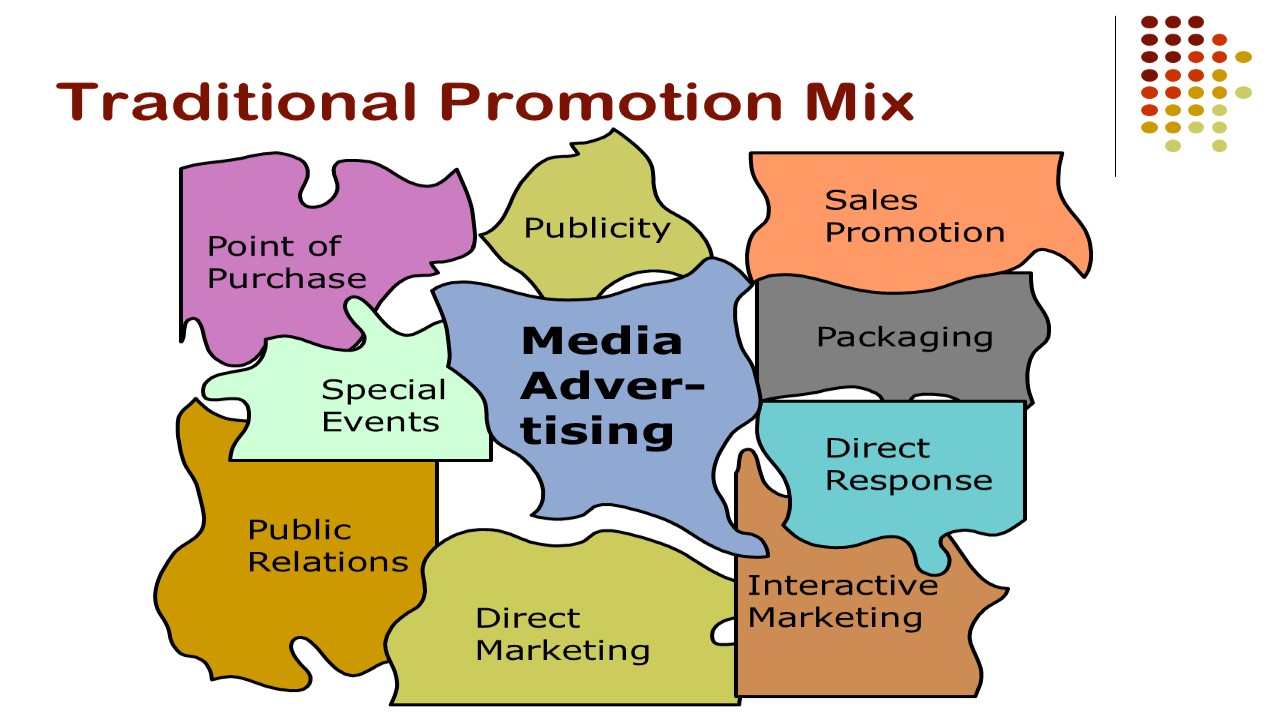 Traditional Promotion Mix
Point of
Purchase
Publicity
Sales
Promotion
Special
Events
Media
Adver-
tising
Packaging
Direct
Response
Public
Relations
Direct
Marketing
Interactive
Marketing